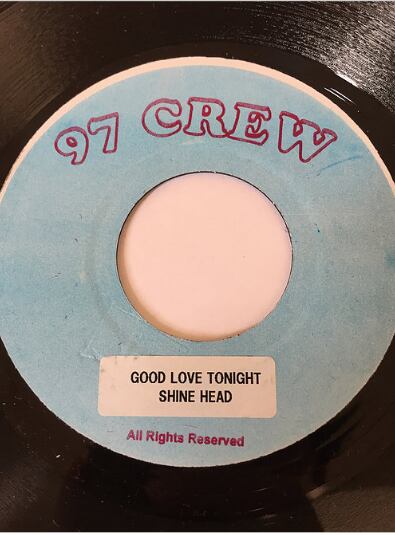 97 CREW
GOOD LOVE TONIGHT
SHINE HEAD
All Rights Reserved